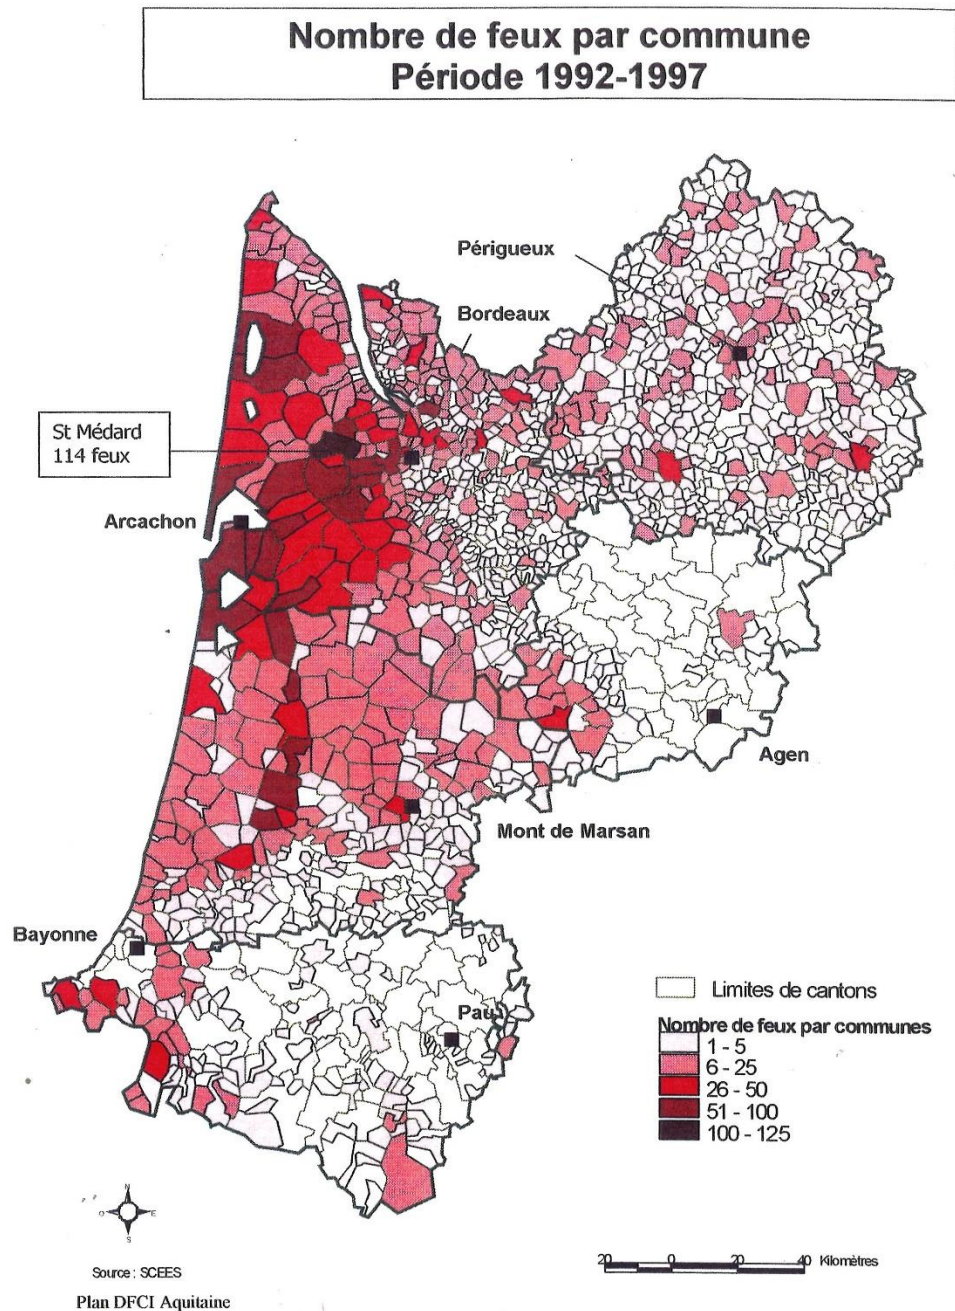 Nombre de feux par commune
Période 1992-1997
Périgueux
Bordeaux
St Médard
114 feux
Arcachon
Agen
Mont de Marsan
Bayonne
Pau
Limites de cantons
Nombre de feux par communes
1 - 5
6 - 25
26 - 50
51 - 100
100 - 125
N
O
E
S
20 0 20 40 Kilomètres
Source : SCEES
Plan DFCI Aquitaine